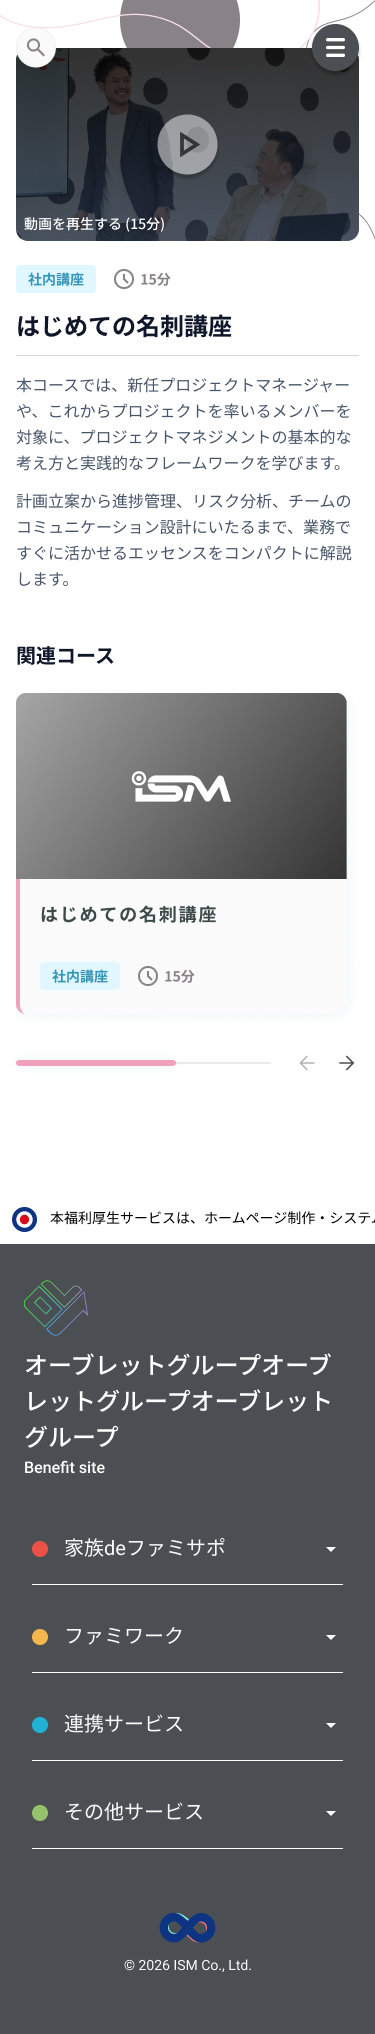 動画を再生する (15分)
社内講座 15分
はじめての名刺講座
本コースでは、新任プロジェクトマネージャー
や、これからプロジェクトを率いるメンバーを
対象に、プロジェクトマネジメントの基本的な
考え方と実践的なフレームワークを学びます。
計画立案から進捗管理、リスク分析、チームの
コミュニケーション設計にいたるまで、業務で
すぐに活かせるエッセンスをコンパクトに解説
します。
関連コース
iSM
はじめての名刺講座
社内講座 15分
本福利厚生サービスは、ホームページ制作・システム
オーブレットグループオーブ
レットグループオーブレット
グループ
Benefit site
家族deファミサポ
ファミワーク
連携サービス
その他サービス
© 2026 ISM Co., Ltd.